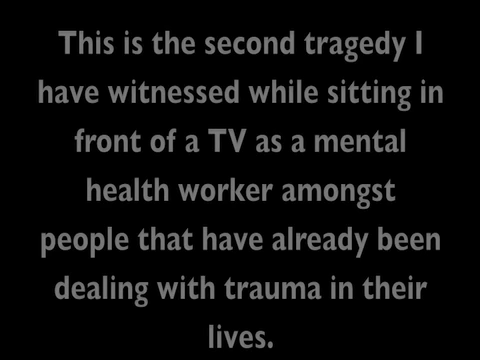 This is the second tragedy I
have witnessed while sitting in
front of a TV as a mental
health worker amongst
people that have already been
dealing with trauma in their
lives.